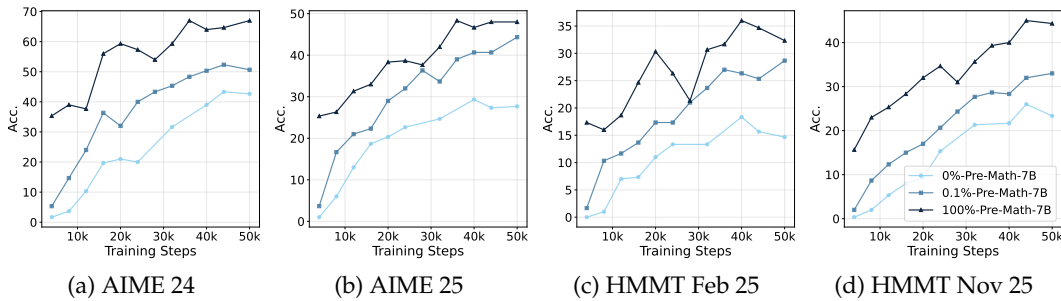 70
60
50
40
30
20
10
0
Acc.
10k 20k 30k 40k 50k
Training Steps
(a) AIME 24
50
40
30
20
10
0
Acc.
10k 20k 30k 40k 50k
Training Steps
(b) AIME 25
35
30
25
20
15
10
5
0
Acc.
10k 20k 30k 40k 50k
Training Steps
(c) HMMT Feb 25
40
30
20
10
0
Acc.
0%-Pre-Math-7B
0.1%-Pre-Math-7B
100%-Pre-Math-7B
10k 20k 30k 40k 50k
Training Steps
(d) HMMT Nov 25